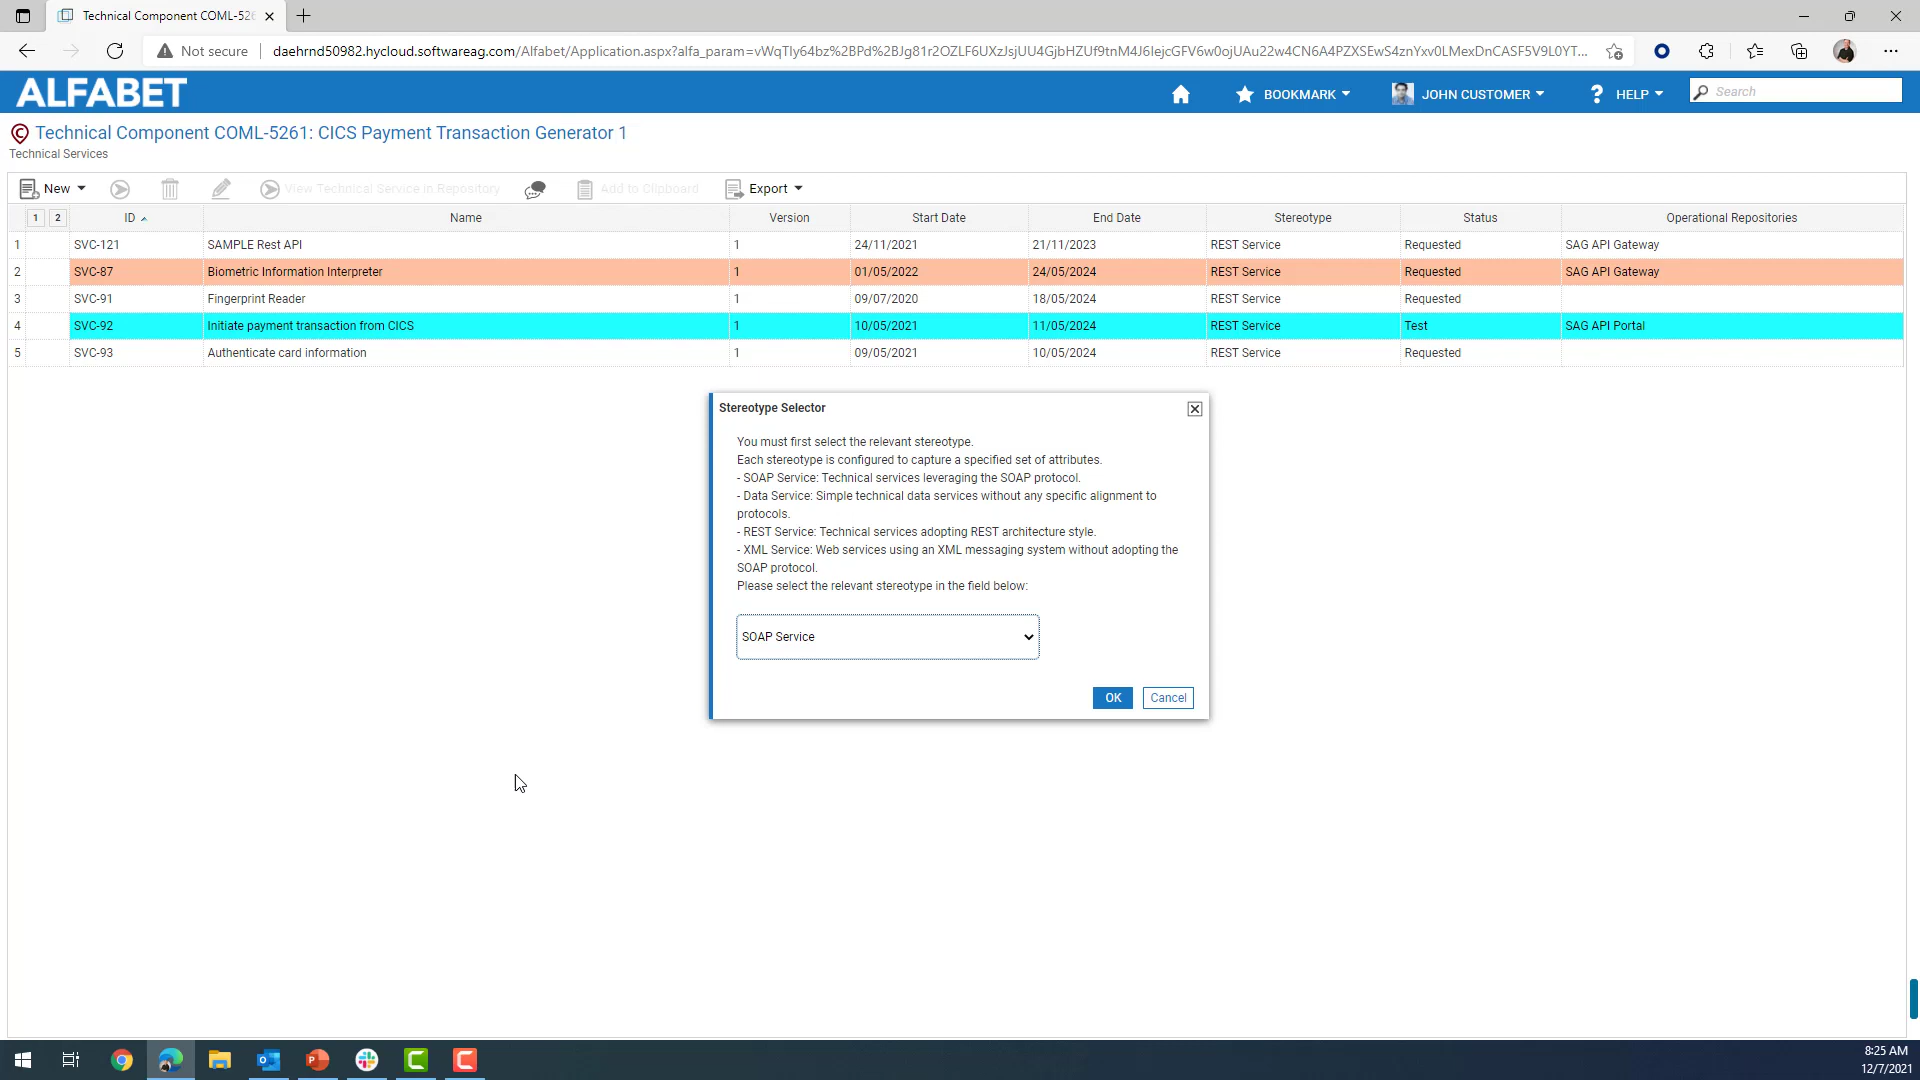 Technical Component COML-526
Not secure
daehrnd50982.hycloud.softwareag.com/Alfabet/Application.aspx?alfa_param=vWqTIy64bz%2BPd%2BJg81r2OZLF6UXzJsjUU4GjbHZUf9tnM4J6IejcGFV6w0ojUAu22w4CN6A4PZXSEwS4znYxv0LMexDnCASF5V9L0YT...
ALFABET
BOOKMARK
JOHN CUSTOMER
HELP
Search
Technical Component COML-5261: CICS Payment Transaction Generator 1
Technical Services
New
View Technical Service in Repository
Add to Clipboard
Export
1 2 ID Name Version Start Date End Date Stereotype Status Operational Repositories
1 SVC-121 SAMPLE Rest API 1 24/11/2021 21/11/2023 REST Service Requested SAG API Gateway
2 SVC-87 Biometric Information Interpreter 1 01/05/2022 24/05/2024 REST Service Requested SAG API Gateway
3 SVC-91 Fingerprint Reader 1 09/07/2020 18/05/2024 REST Service Requested
4 SVC-92 Initiate payment transaction from CICS 1 10/05/2021 11/05/2024 REST Service Test SAG API Portal
5 SVC-93 Authenticate card information 1 09/05/2021 10/05/2024 REST Service Requested
Stereotype Selector
You must first select the relevant stereotype.
Each stereotype is configured to capture a specified set of attributes.
- SOAP Service: Technical services leveraging the SOAP protocol.
- Data Service: Simple technical data services without any specific alignment to
protocols.
- REST Service: Technical services adopting REST architecture style.
- XML Service: Web services using an XML messaging system without adopting the
SOAP protocol.
Please select the relevant stereotype in the field below:
SOAP Service
OK
Cancel
8:25 AM
12/7/2021